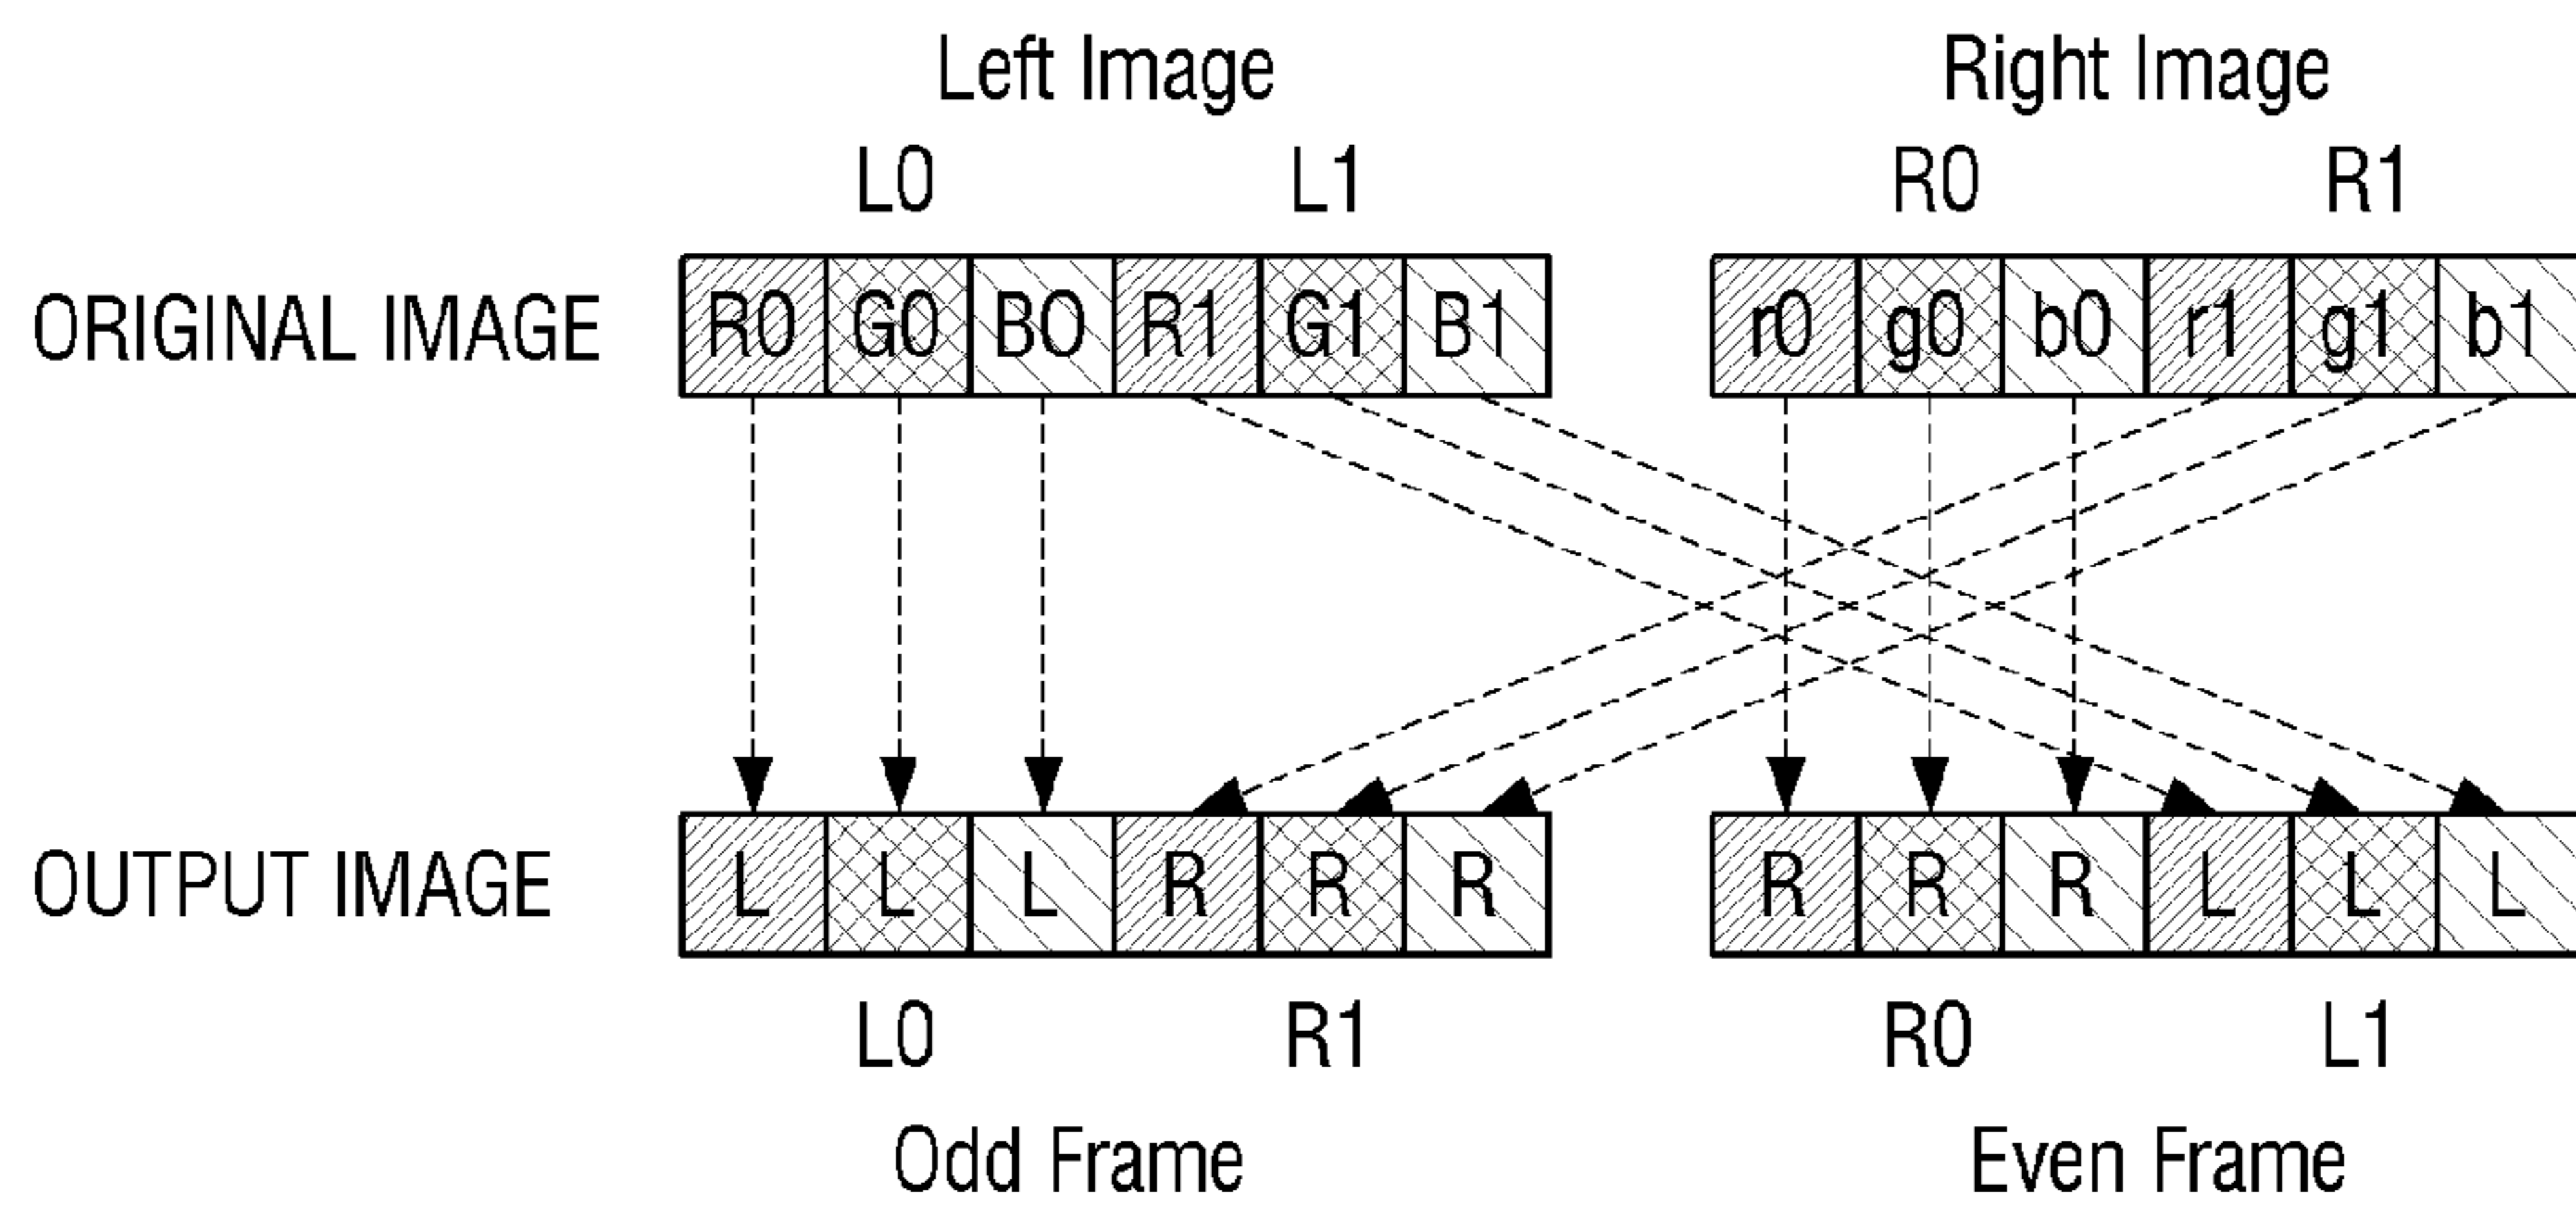 Left Image Right Image
L0 L1 R0 R1
ORIGINAL IMAGE R0 G0 B0 R1 G1 B1 r0 g0 b0 r1 g1 b1
OUTPUT IMAGE L L L R R R R R R L L L
L0 R1 R0 L1
Odd Frame Even Frame